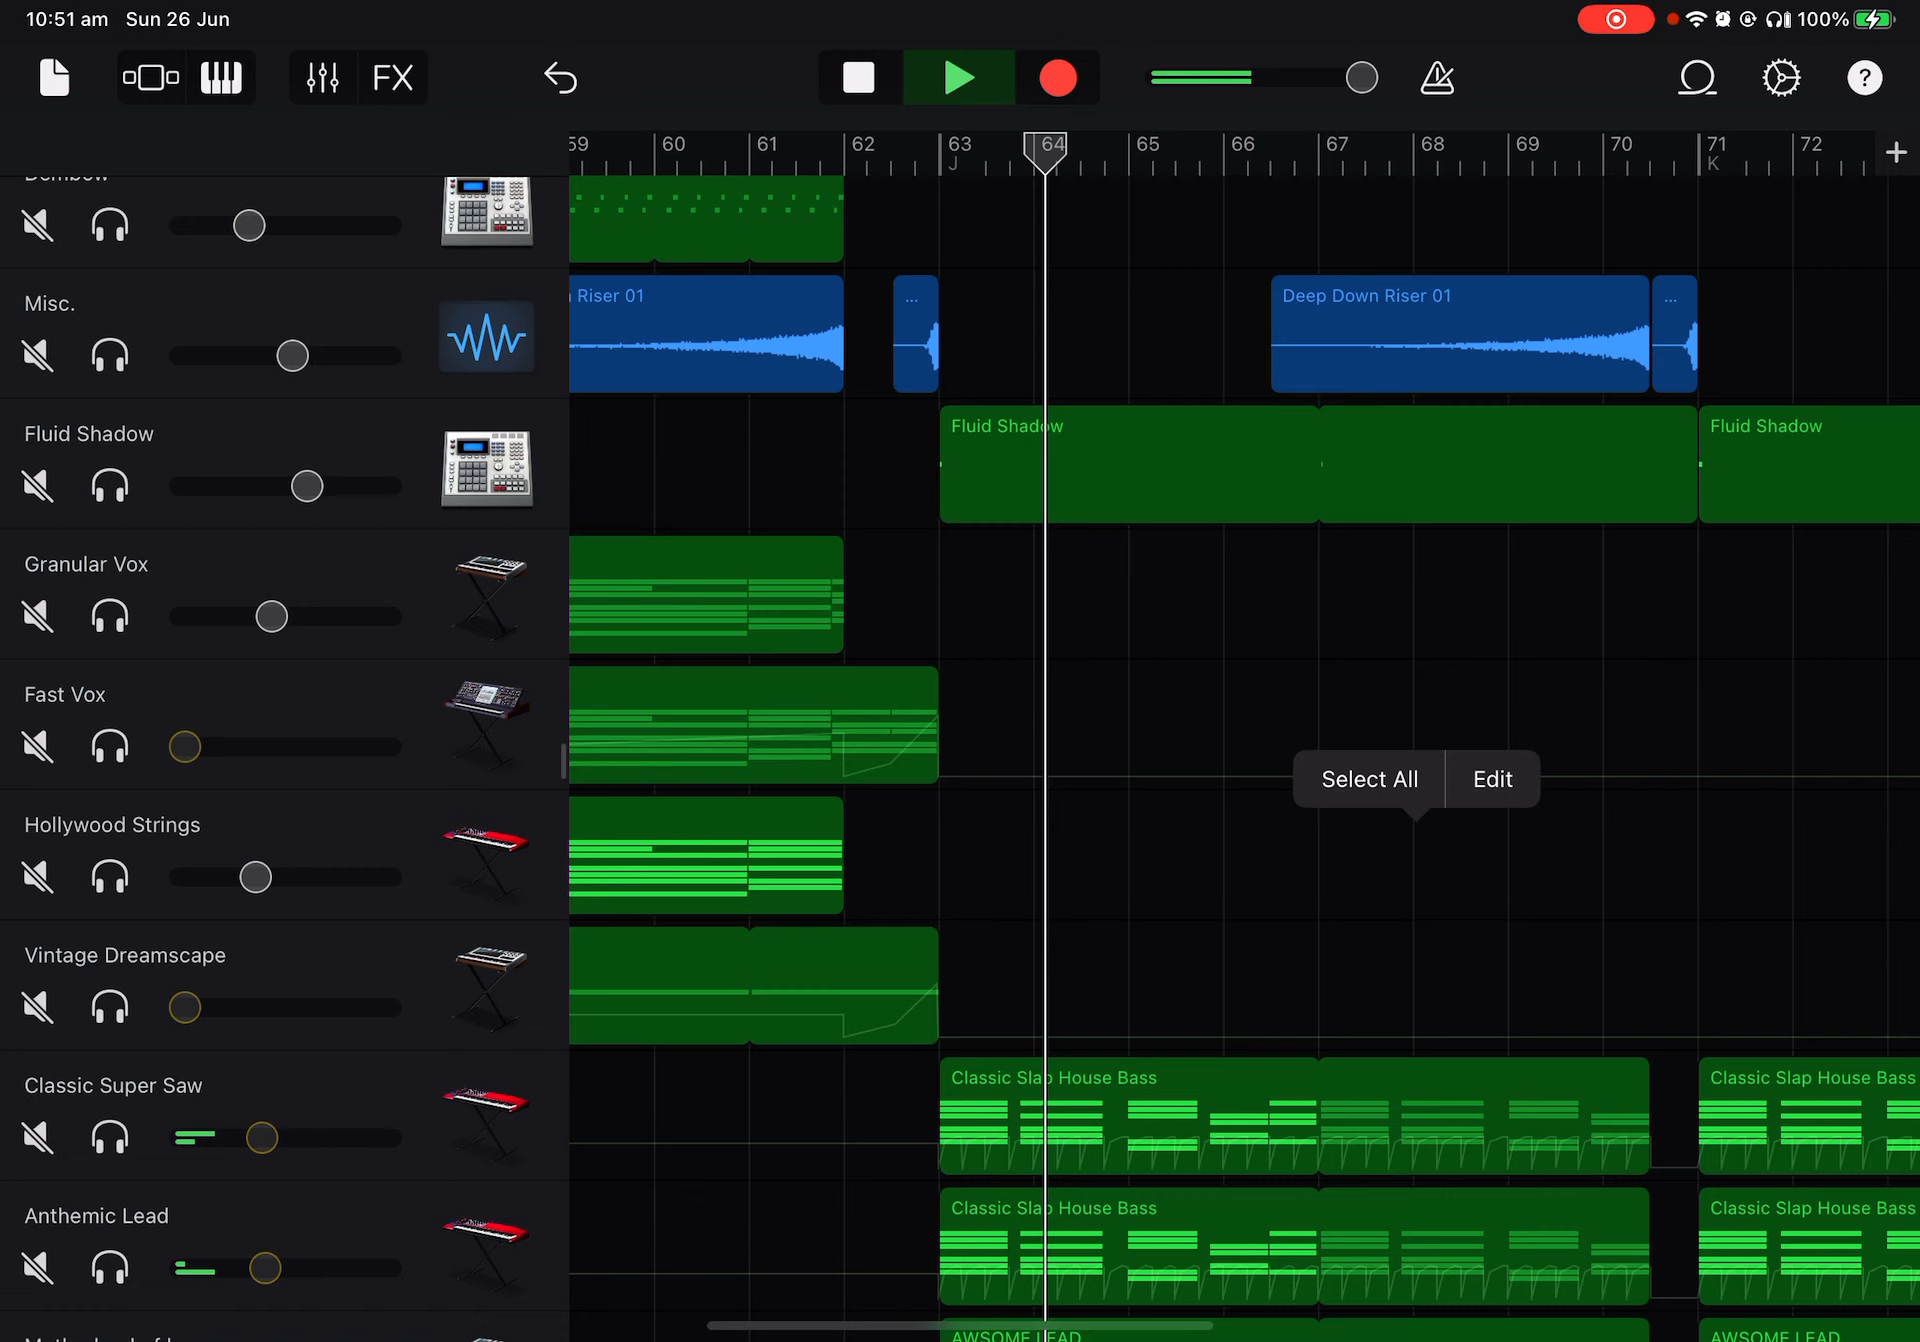 10:51 am Sun 26 Jun
100%
FX
?
59 60 61 62 63 64 65 66 67 68 69 70 71 72
J K
+
Misc.
Riser 01
...
Deep Down Riser 01
...
Fluid Shadow
Fluid Shadow
Fluid Shadow
Granular Vox
Fast Vox
Select All
Edit
Hollywood Strings
Vintage Dreamscape
Classic Super Saw
Classic Slap House Bass
Classic Slap House Bass
Anthemic Lead
Classic Slap House Bass
Classic Slap House Bass
AWSOME LEAD
AWSOME LEAD